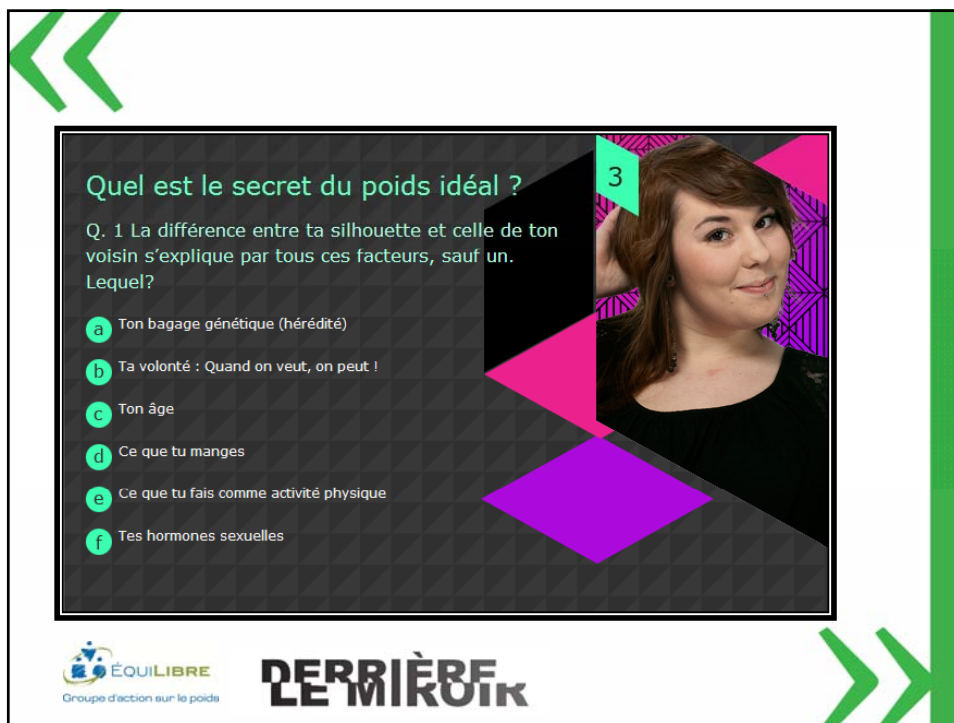 Quel est le secret du poids idéal ?
3
Q. 1 La différence entre ta silhouette et celle de ton
voisin s’explique par tous ces facteurs, sauf un.
Lequel?
a Ton bagage génétique (hérédité)
b Ta volonté : Quand on veut, on peut !
c Ton âge
d Ce que tu manges
e Ce que tu fais comme activité physique
f Tes hormones sexuelles
ÉQUILIBRE
Groupe d'action sur le poids
DERRIÈRE
LE MIROIR